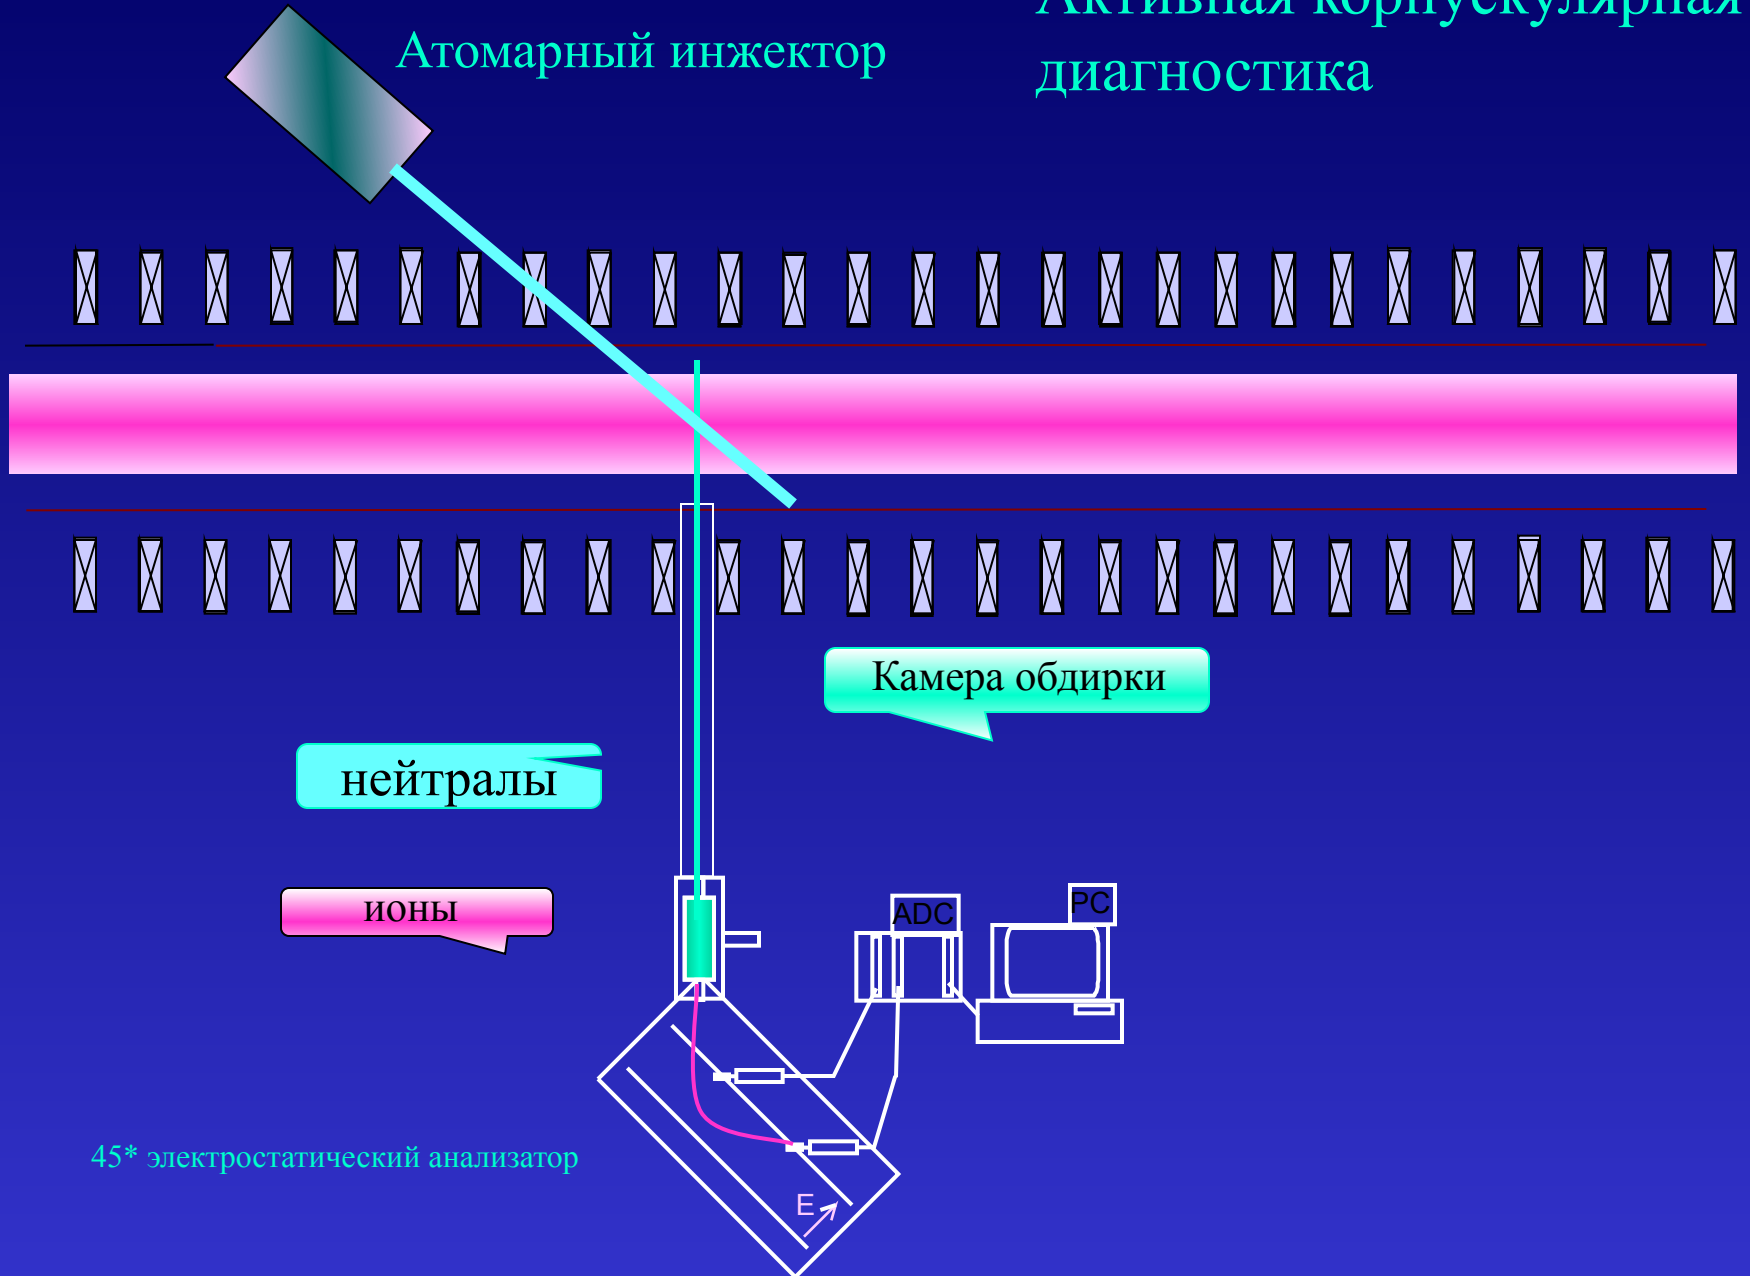 Активная корпускулярная
диагностика
Атомарный инжектор
Камера обдирки
нейтралы
ионы
ADC
PC
45* электростатический анализатор
E